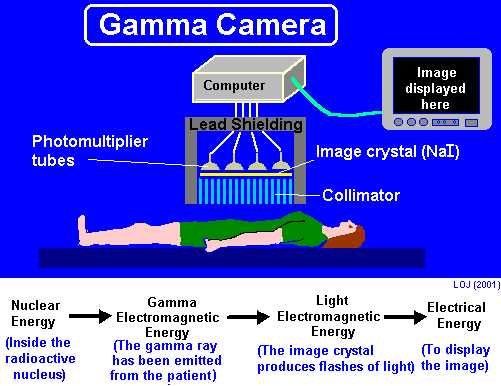 Gamma Camera
Computer
Image
displayed
here
Lead Shielding
Photomultiplier
tubes
Image crystal (NaI)
Collimator
LOJ (2001)
Nuclear
Energy
(Inside the
radioactive
nucleus)
Gamma
Electromagnetic
Energy
(The gamma ray
has been emitted
from the patient)
Light
Electromagnetic
Energy
(The image crystal
produces flashes of light)
Electrical
Energy
(To display
the image)